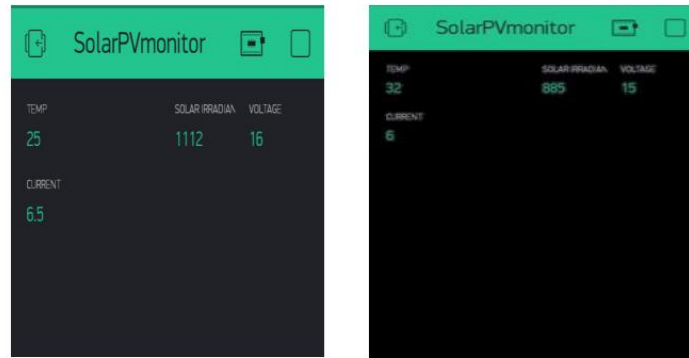 SolarPVmonitor
TEMP SOLAR IRRADIAN VOLTAGE
25 1112 16
CURRENT
6.5
SolarPVmonitor
TEMP SOLAR IRRADIAN VOLTAGE
32 885 15
CURRENT
6